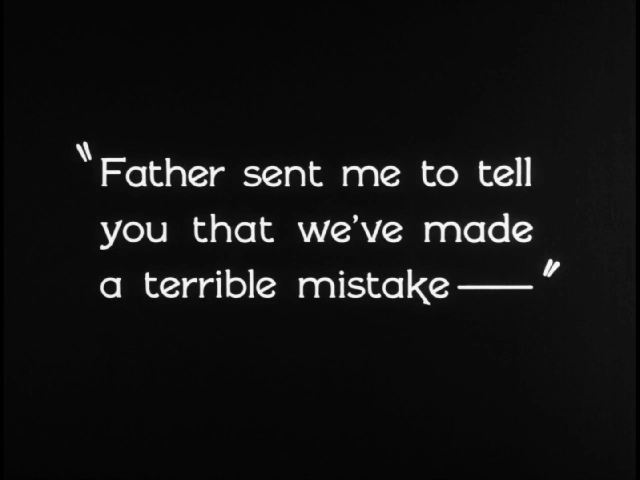 "Father sent me to tell
you that we've made
a terrible mistake——"